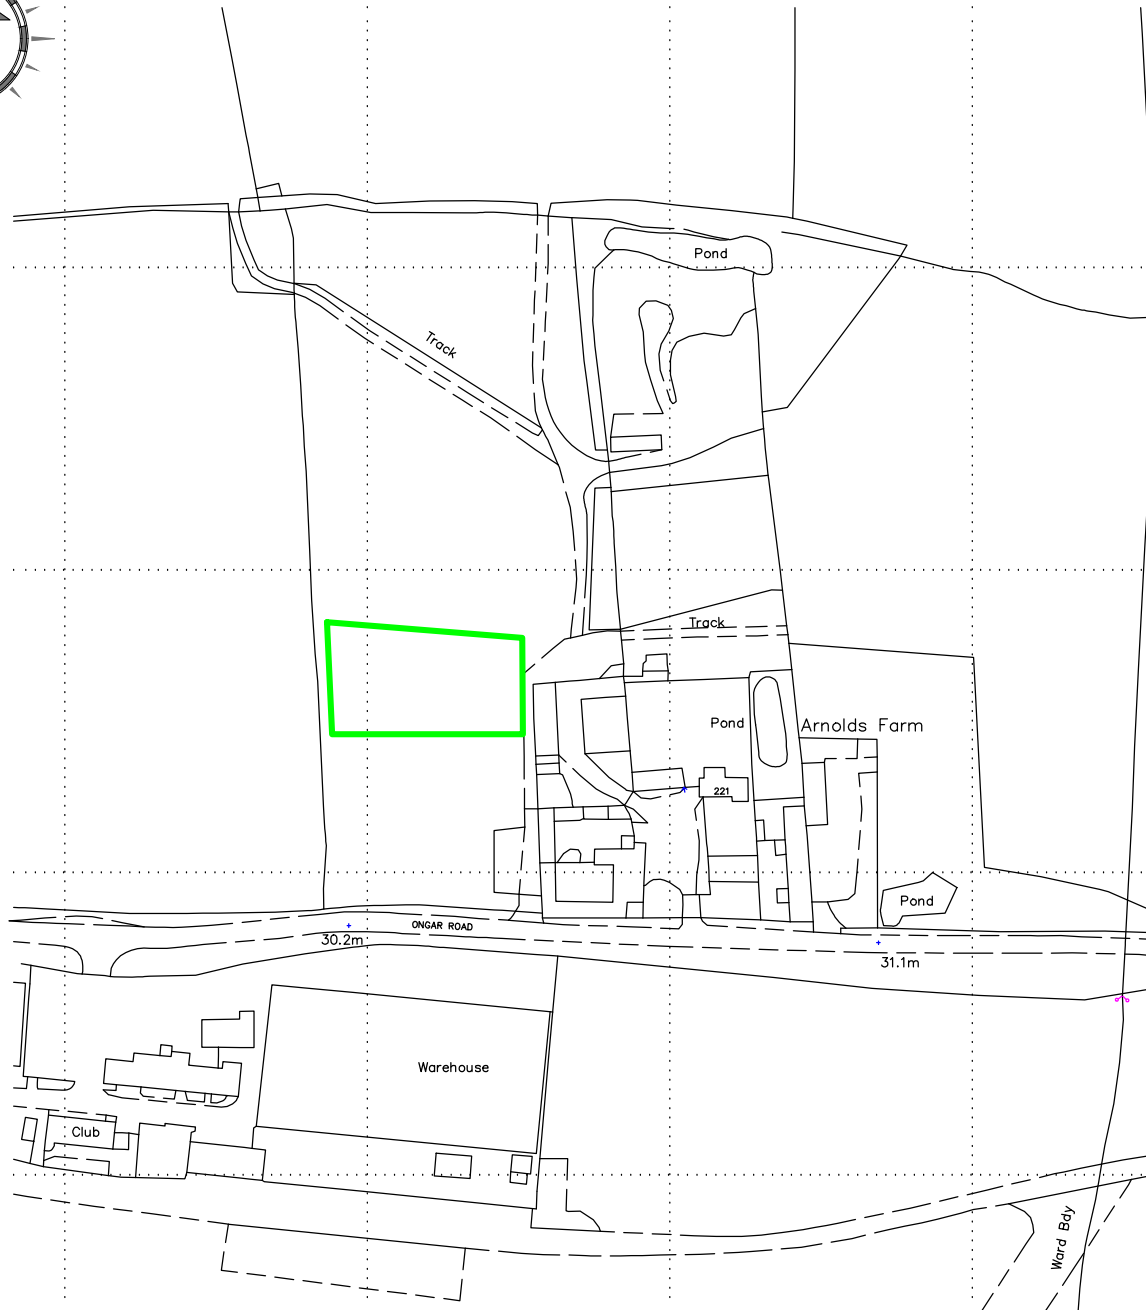 Pond
Track
Track
Pond
Arnolds Farm
221
Pond
ONGAR ROAD
30.2m
31.1m
Warehouse
Club
Ward Bdy